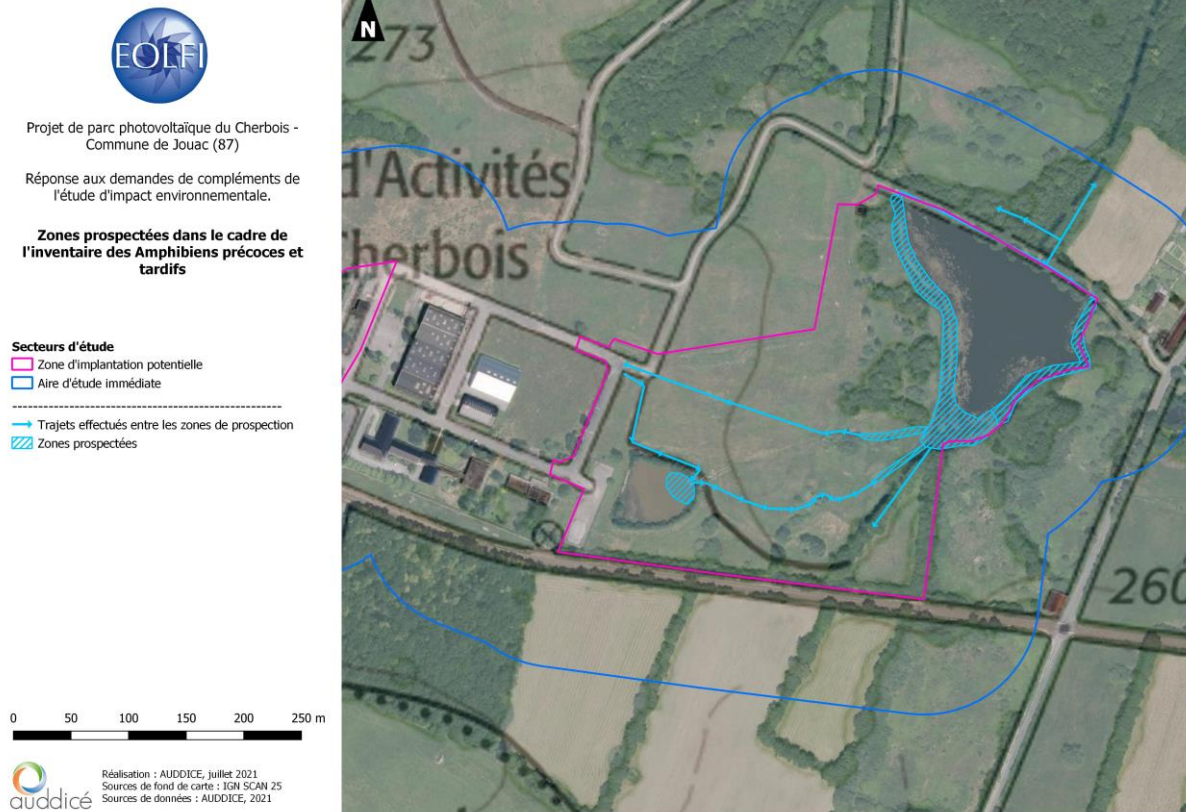 EOLFI
Projet de parc photovoltaïque du Cherbois -
Commune de Jouac (87)
Réponse aux demandes de compléments de
l'étude d'impact environnementale.
Zones prospectées dans le cadre de
l'inventaire des Amphibiens précoces et
tardifs
Secteurs d'étude
Zone d'implantation potentielle
Aire d'étude immédiate
Trajets effectués entre les zones de prospection
Zones prospectées
0 50 100 150 200 250 m
auddicé
Réalisation : AUDDICE, juillet 2021
Sources de fond de carte : IGN SCAN 25
Sources de données : AUDDICE, 2021
N
273
d'Activités
Cherbois
260